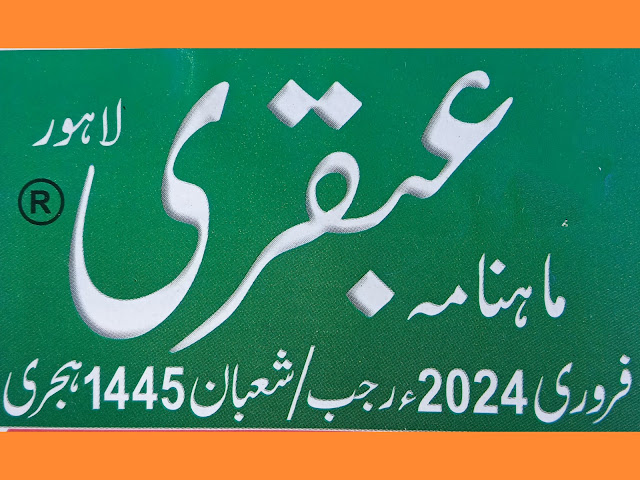 ماہنامہ
عبقری
لاہور
®
فروری 2024ء رجب/شعبان 1445 ہجری